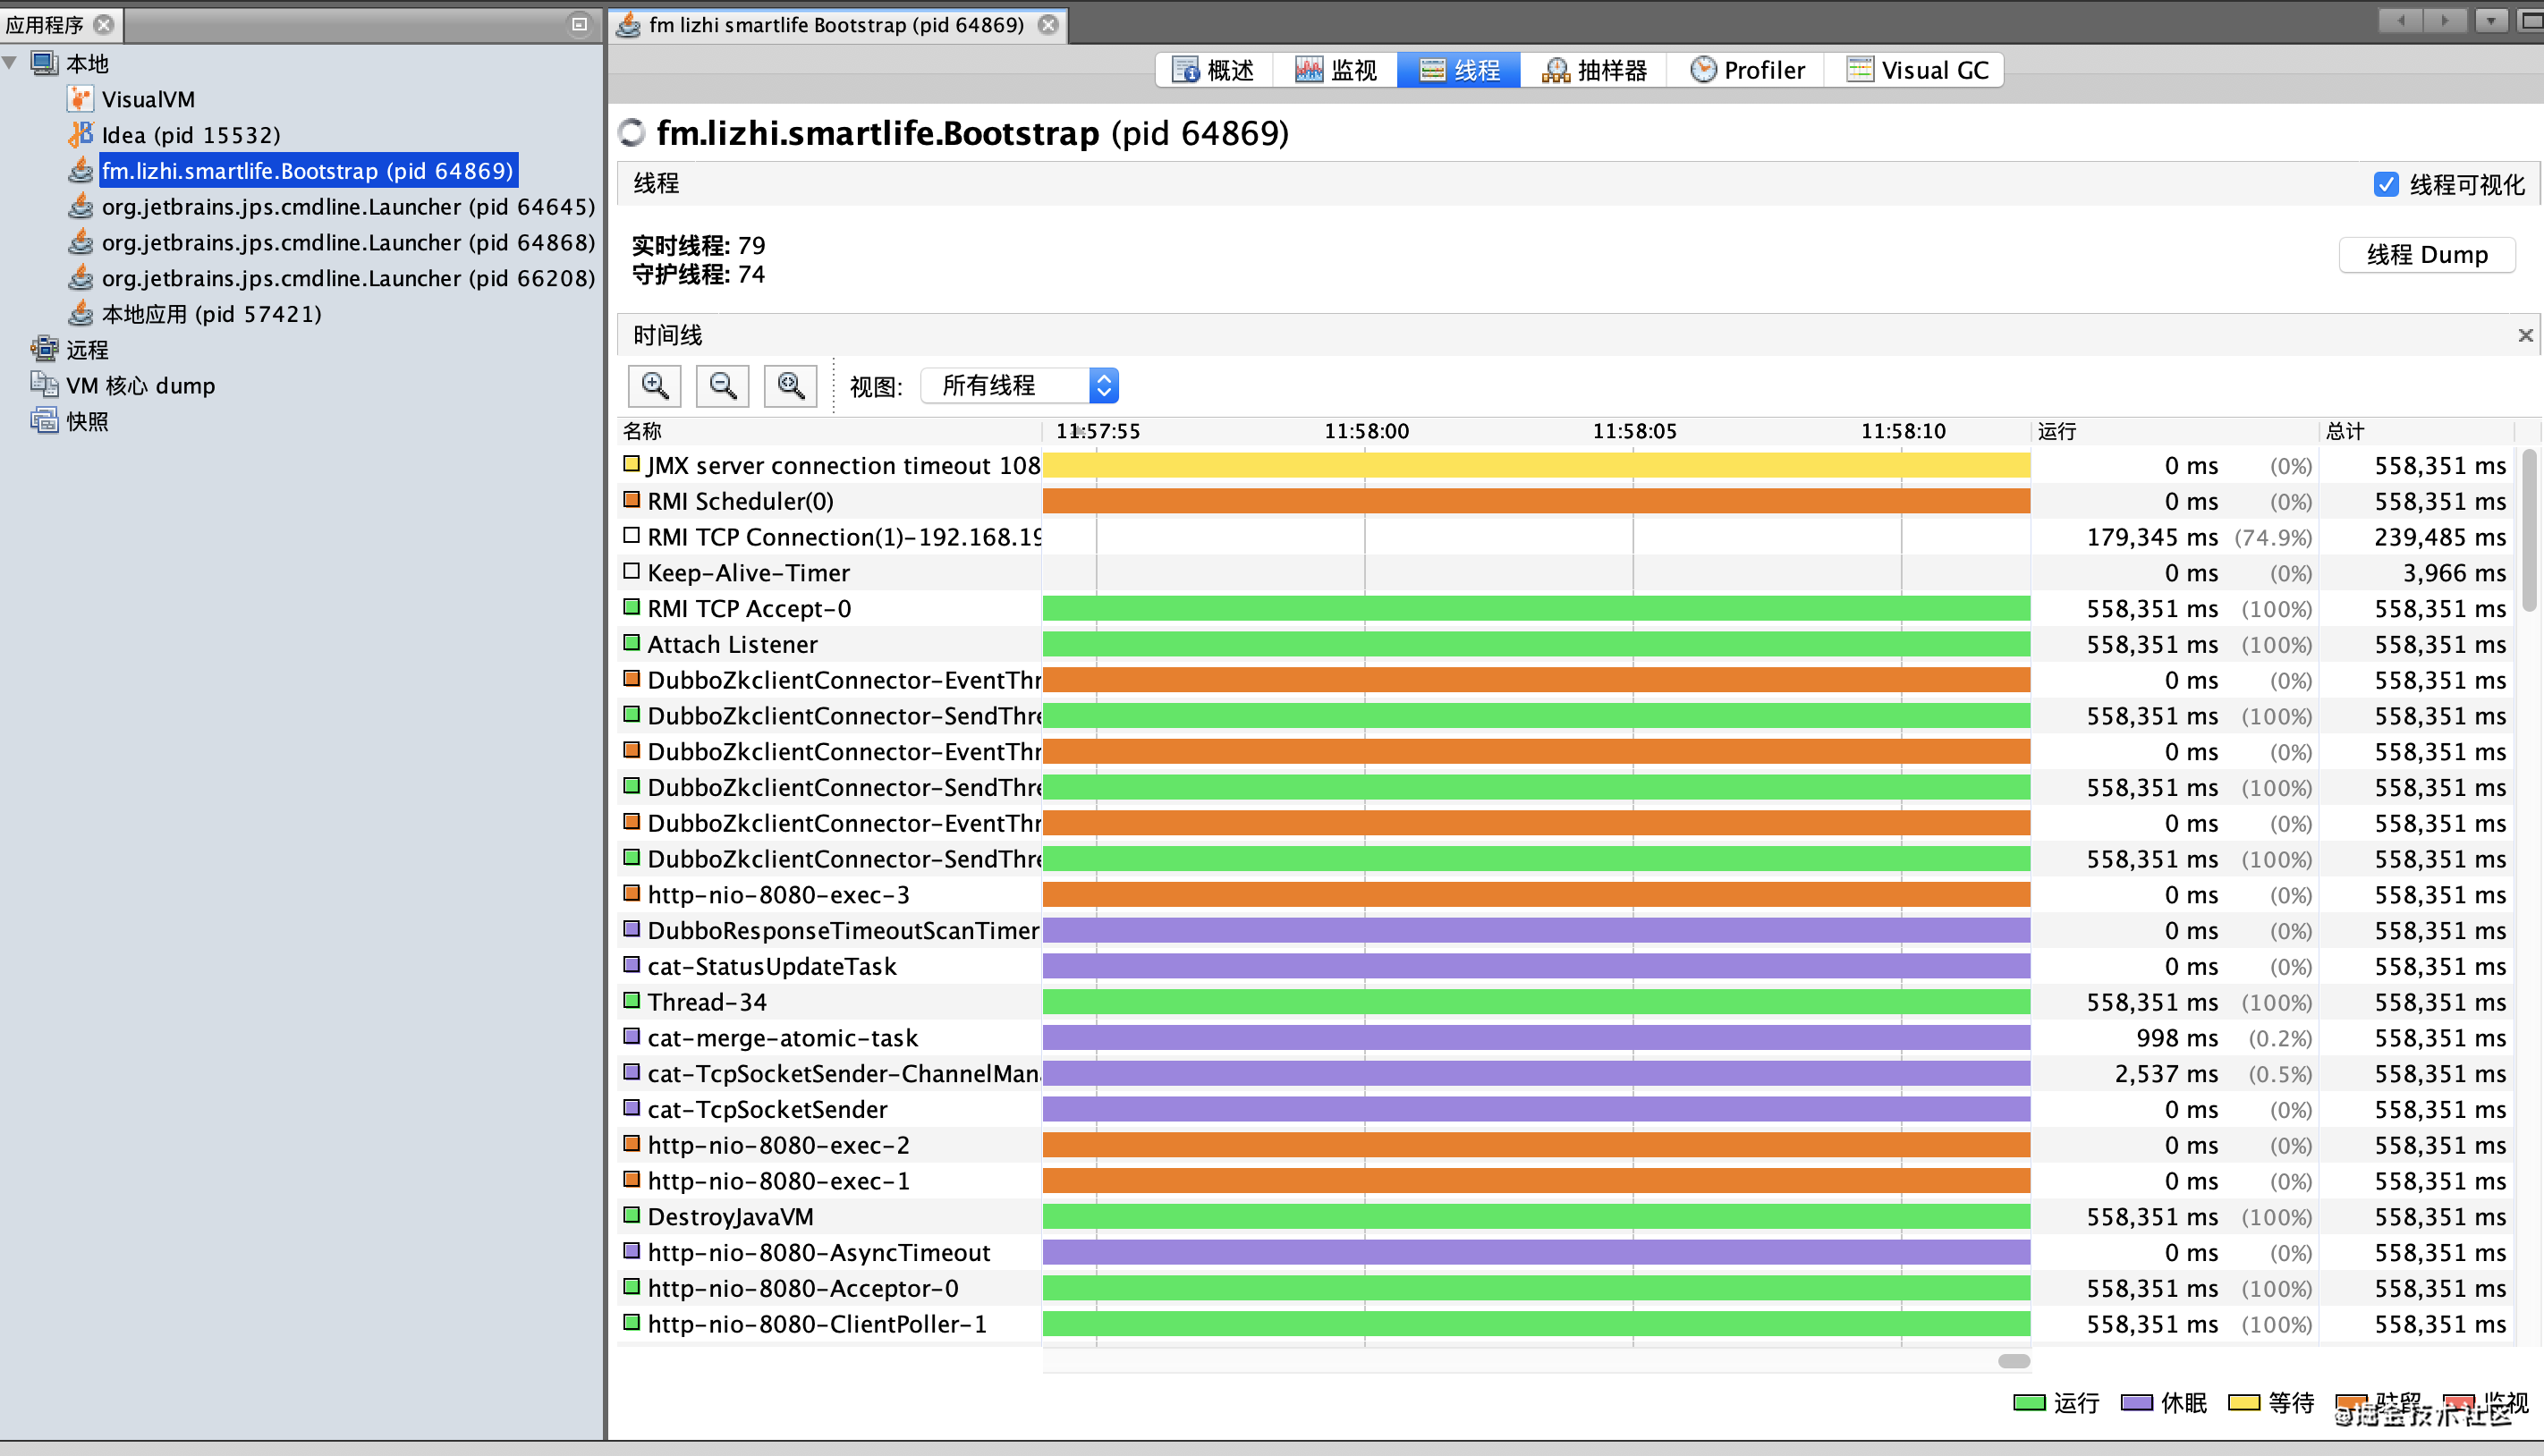 应用程序
本地
VisualVM
Idea (pid 15532)
fm.lizhi.smartlife.Bootstrap (pid 64869)
org.jetbrains.jps.cmdline.Launcher (pid 64645)
org.jetbrains.jps.cmdline.Launcher (pid 64868)
org.jetbrains.jps.cmdline.Launcher (pid 66208)
本地应用 (pid 57421)
远程
VM 核心 dump
快照
fm lizhi smartlife Bootstrap (pid 64869)
概述 监视 线程 抽样器 Profiler Visual GC
fm.lizhi.smartlife.Bootstrap (pid 64869)
线程 线程可视化
实时线程: 79
守护线程: 74
线程 Dump
时间线
视图: 所有线程
名称 11:57:55 11:58:00 11:58:05 11:58:10 运行 总计
JMX server connection timeout 108 0 ms (0%) 558,351 ms
RMI Scheduler(0) 0 ms (0%) 558,351 ms
RMI TCP Connection(1)-192.168.19 179,345 ms (74.9%) 239,485 ms
Keep-Alive-Timer 0 ms (0%) 3,966 ms
RMI TCP Accept-0 558,351 ms (100%) 558,351 ms
Attach Listener 558,351 ms (100%) 558,351 ms
DubboZkclientConnector-EventThr 0 ms (0%) 558,351 ms
DubboZkclientConnector-SendThre 558,351 ms (100%) 558,351 ms
DubboZkclientConnector-EventThr 0 ms (0%) 558,351 ms
DubboZkclientConnector-SendThre 558,351 ms (100%) 558,351 ms
DubboZkclientConnector-EventThr 0 ms (0%) 558,351 ms
DubboZkclientConnector-SendThre 558,351 ms (100%) 558,351 ms
http-nio-8080-exec-3 0 ms (0%) 558,351 ms
DubboResponseTimeoutScanTimer 0 ms (0%) 558,351 ms
cat-StatusUpdateTask 0 ms (0%) 558,351 ms
Thread-34 558,351 ms (100%) 558,351 ms
cat-merge-atomic-task 998 ms (0.2%) 558,351 ms
cat-TcpSocketSender-ChannelMan 2,537 ms (0.5%) 558,351 ms
cat-TcpSocketSender 0 ms (0%) 558,351 ms
http-nio-8080-exec-2 0 ms (0%) 558,351 ms
http-nio-8080-exec-1 0 ms (0%) 558,351 ms
DestroyJavaVM 558,351 ms (100%) 558,351 ms
http-nio-8080-AsyncTimeout 0 ms (0%) 558,351 ms
http-nio-8080-Acceptor-0 558,351 ms (100%) 558,351 ms
http-nio-8080-ClientPoller-1 558,351 ms (100%) 558,351 ms
运行 休眠 等待 驻留 监视
@掘金技术社区